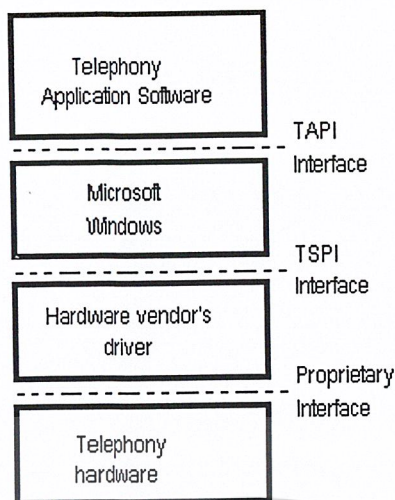 Telephony
Application Software
TAPI
Interface
Microsoft
Windows
TSPI
Interface
Hardware vendor's
driver
Proprietary
Interface
Telephony
hardware